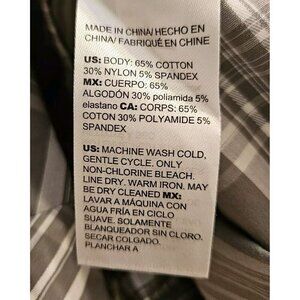 MADE IN CHINA/ HECHO EN
CHINA/ FABRIQUÉ EN CHINE
US: BODY: 65% COTTON
30% NYLON 5% SPANDEX
MX: CUERPO: 65%
ALGODÓN 30% poliamida 5%
elastano CA: CORPS: 65%
COTON 30% POLYAMIDE 5%
SPANDEX
US: MACHINE WASH COLD,
GENTLE CYCLE. ONLY
NON-CHLORINE BLEACH.
LINE DRY. WARM IRON. MAY
BE DRY CLEANED MX:
LAVAR A MÁQUINA CON
AGUA FRÍA EN CICLO
SUAVE. SOLAMENTE
BLANQUEADOR SIN CLORO.
SECAR COLGADO.
PLANCHAR A